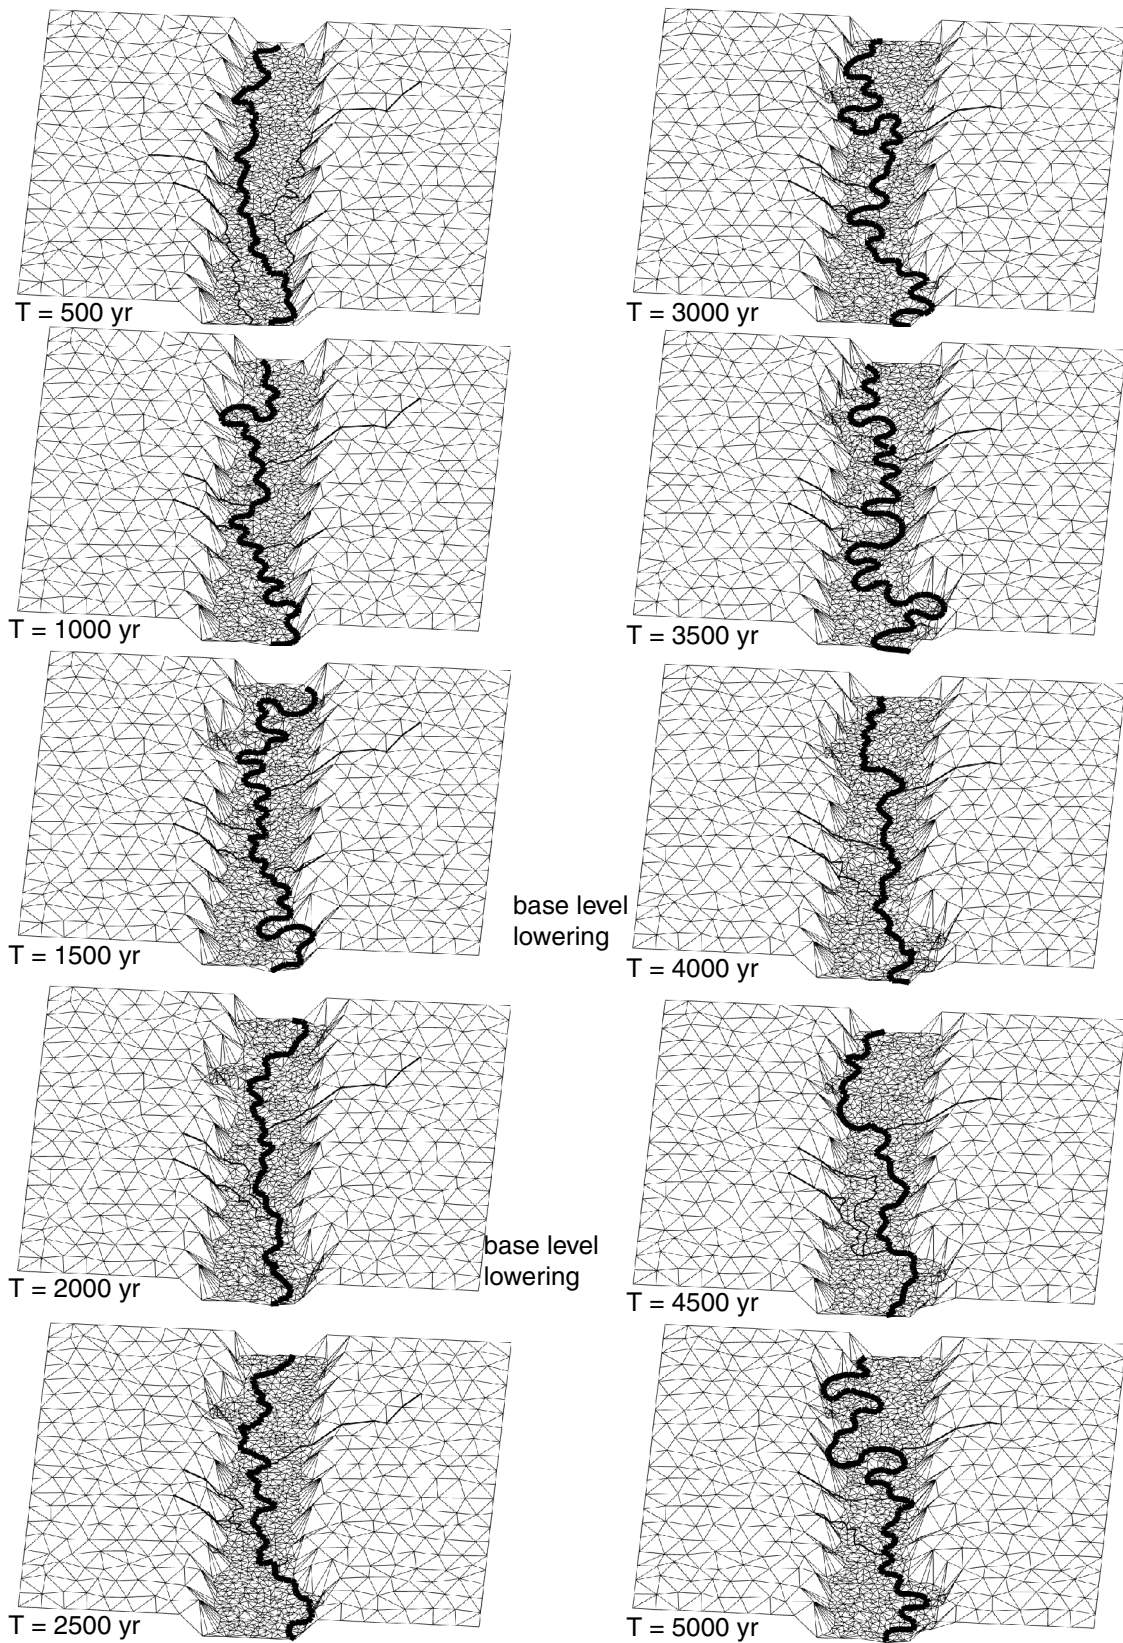 T = 500 yr
T = 1000 yr
T = 1500 yr
T = 2000 yr
T = 2500 yr
T = 3000 yr
T = 3500 yr
base level
lowering
T = 4000 yr
base level
lowering
T = 4500 yr
T = 5000 yr